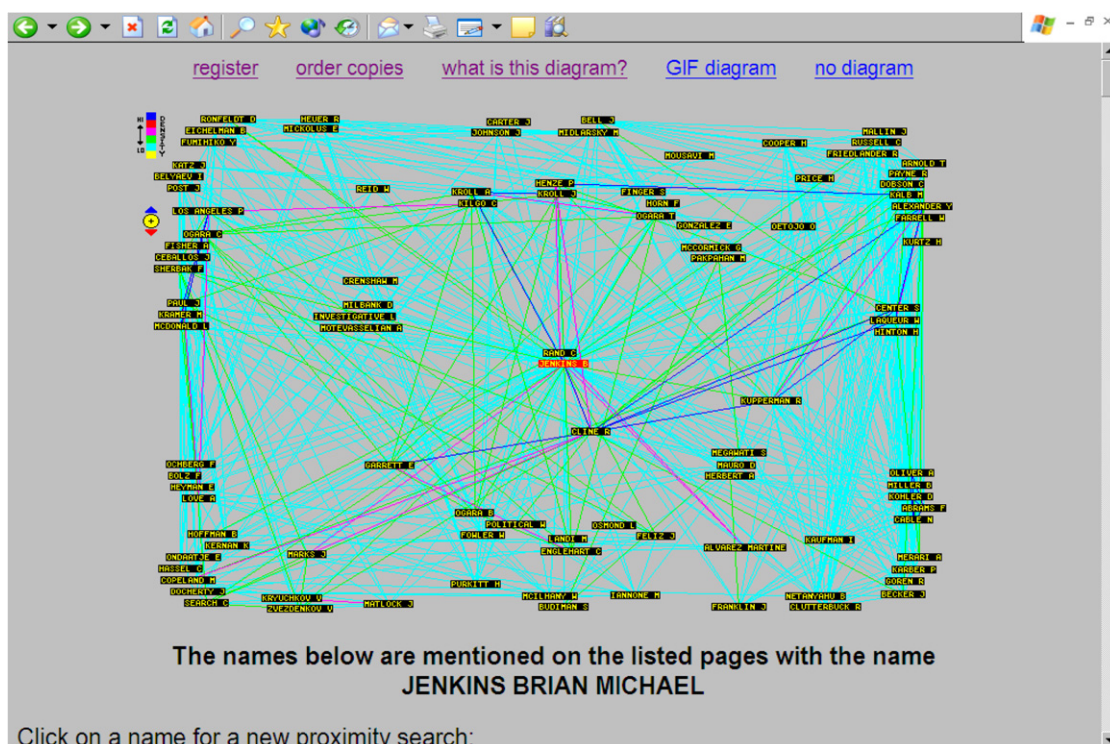 register order copies what is this diagram? GIF diagram no diagram
HI
LO
DENSITY
RONFELDT D
HEUER R
CARTER J
BELL J
EICHELMAN B
MICKOLUS E
JOHNSON J
MIDLARSKY M
MALLIN J
FUMIHIKO Y
COOPER H
RUSSELL C
MOUSAVI M
FRIEDLANDER R
KATZ J
ARNOLD T
BELYAEV I
PRICE H
PAYNE R
POST J
REID W
KROLL A
HENZE P
KROLL J
FINGER S
DOBSON C
KALB M
KILGO C
HORN F
ALEXANDER Y
LOS ANGELES P
OGARA T
FARRELL W
GONZALEZ E
OETOJO O
OGARA C
FISHER A
MCCORMICK G
KURTZ H
CEBALLOS J
PAKPAHAN M
SHERBAK F
CRENSHAW M
PAUL J
MILBANK D
CENTER S
KRAMER M
INVESTIGATIVE L
LAQUEUR W
MCDONALD L
MOTEVASSELIAN A
HINTON H
RAND C
JENKINS B
KUPPERMAN R
CLINE R
MEGAWATI S
OCHBERG F
GARRETT E
MAURO D
BOLZ F
HERBERT A
OLIVER A
HEYMAN E
MILLER B
LOVE A
KOHLER D
OGARA B
ABRAMS F
POLITICAL W
OSMOND L
CABLE N
HOFFMAN B
FOWLER W
LANDI M
FELIZ J
KAUFMAN I
KERNAN K
ENGLEHART C
ALVAREZ MARTINE
ONDAATJE E
MARKS J
MERARI A
HASSEL C
KARBER P
COPELAND M
PURKITT H
GOREN R
DOCHERTY J
KRYUCHKOV V
MCILHANY W
IANNONE M
NETANYAHU B
BECKER J
SEARCH C
ZVEZDENKOV V
MATLOCK J
BUDIMAN S
FRANKLIN J
CLUTTERBUCK R
The names below are mentioned on the listed pages with the name
JENKINS BRIAN MICHAEL
Click on a name for a new proximity search: